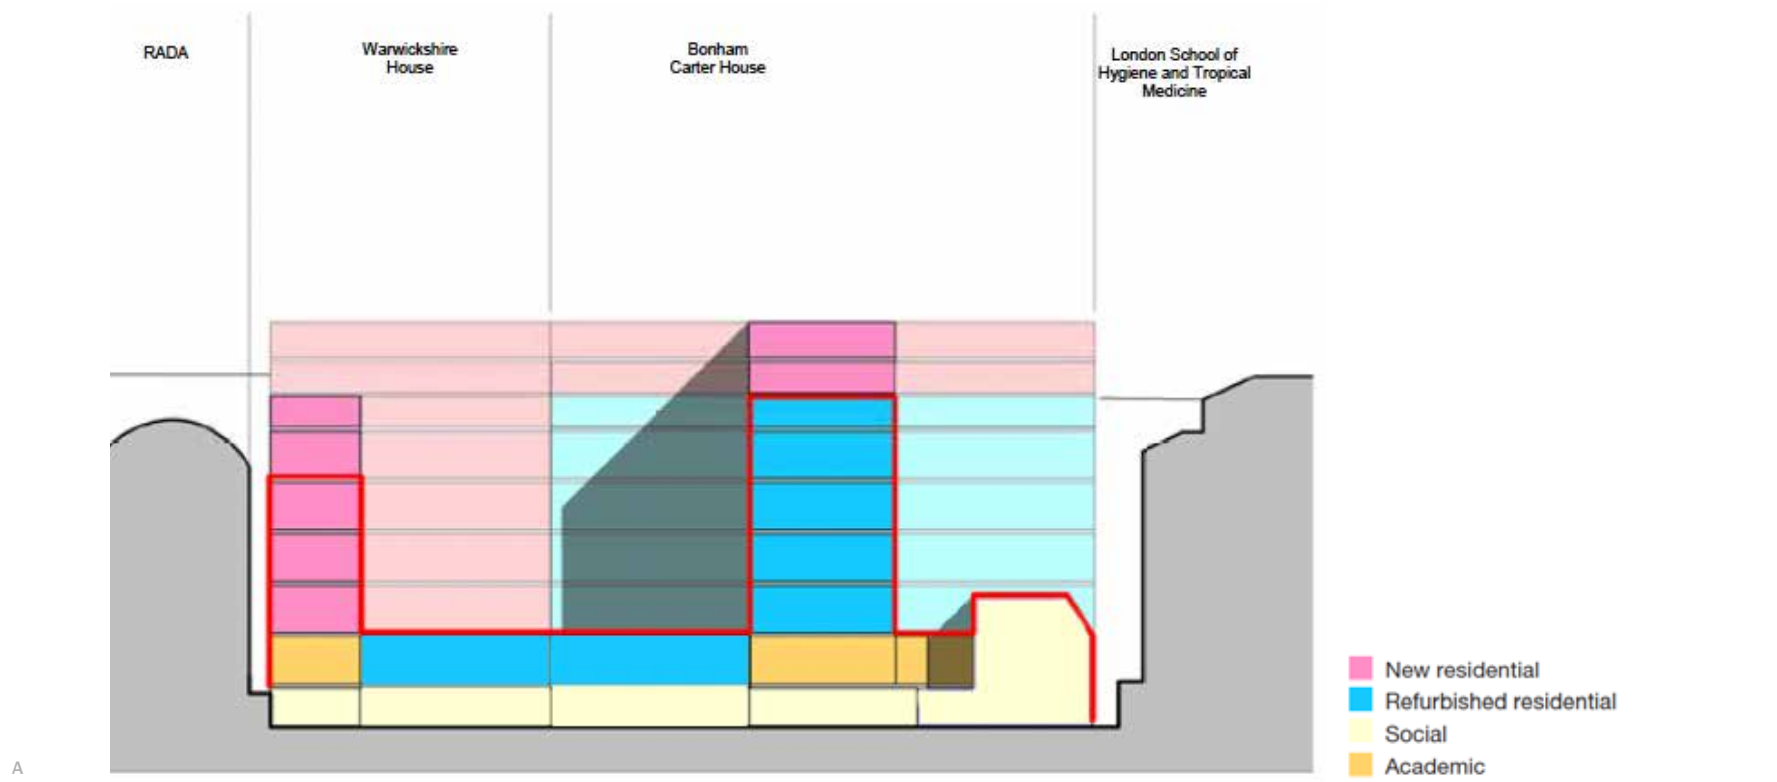 RADA
Warwickshire
House
Bonham
Carter House
London School of
Hygiene and Tropical
Medicine
New residential
Refurbished residential
Social
Academic
A